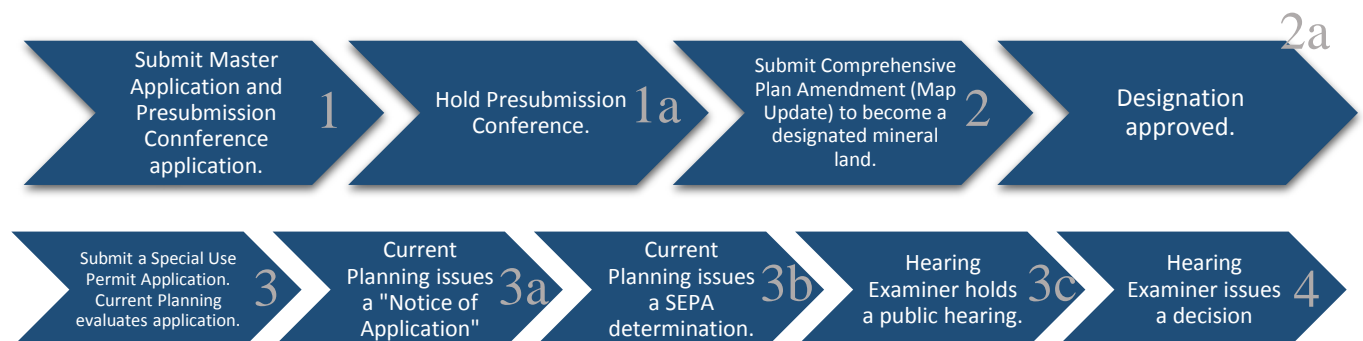 Submit Master
Application and
Presubmission
Connference
application.
1
Hold Presubmission
Conference.
1a
Submit Comprehensive
Plan Amendment (Map
Update) to become a
designated mineral
land.
2
Designation
approved.
2a
Submit a Special Use
Permit Application.
Current Planning
evaluates application.
3
Current
Planning issues
a "Notice of
Application"
3a
Current
Planning issues
a SEPA
determination.
3b
Hearing
Examiner holds
a public hearing.
3c
Hearing
Examiner issues
a decision
4